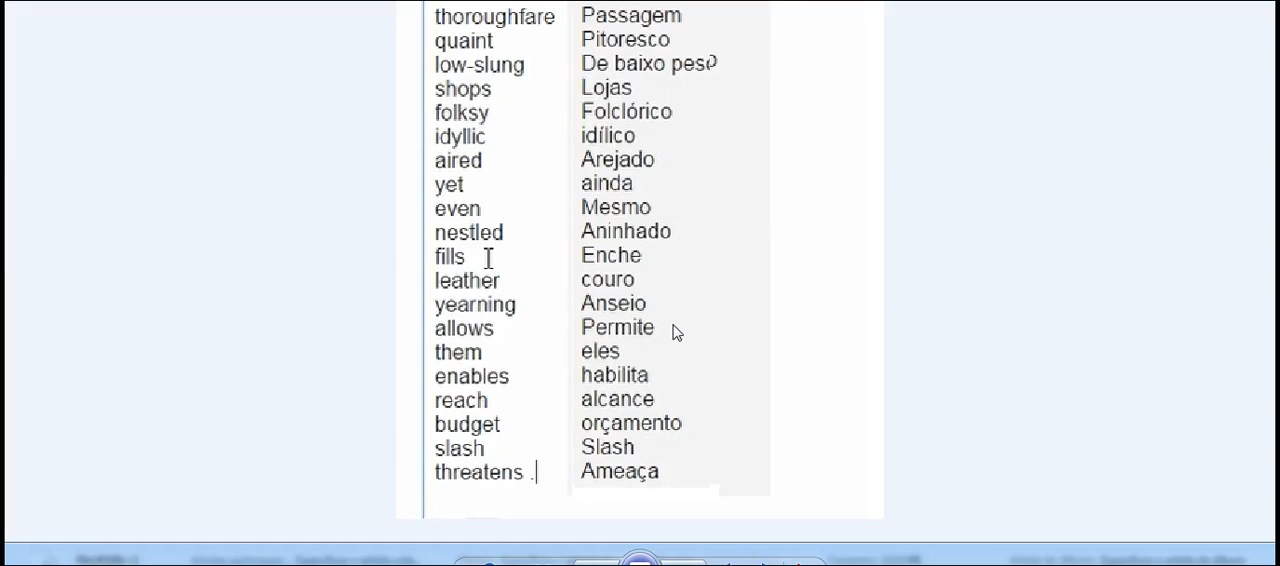 thoroughfare Passagem
quaint Pitoresco
low-slung De baixo peso
shops Lojas
folksy Folclórico
idyllic idílico
aired Arejado
yet ainda
even Mesmo
nestled Aninhado
fills Enche
leather couro
yearning Anseio
allows Permite
them eles
enables habilita
reach alcance
budget orçamento
slash Slash
threatens . Ameaça